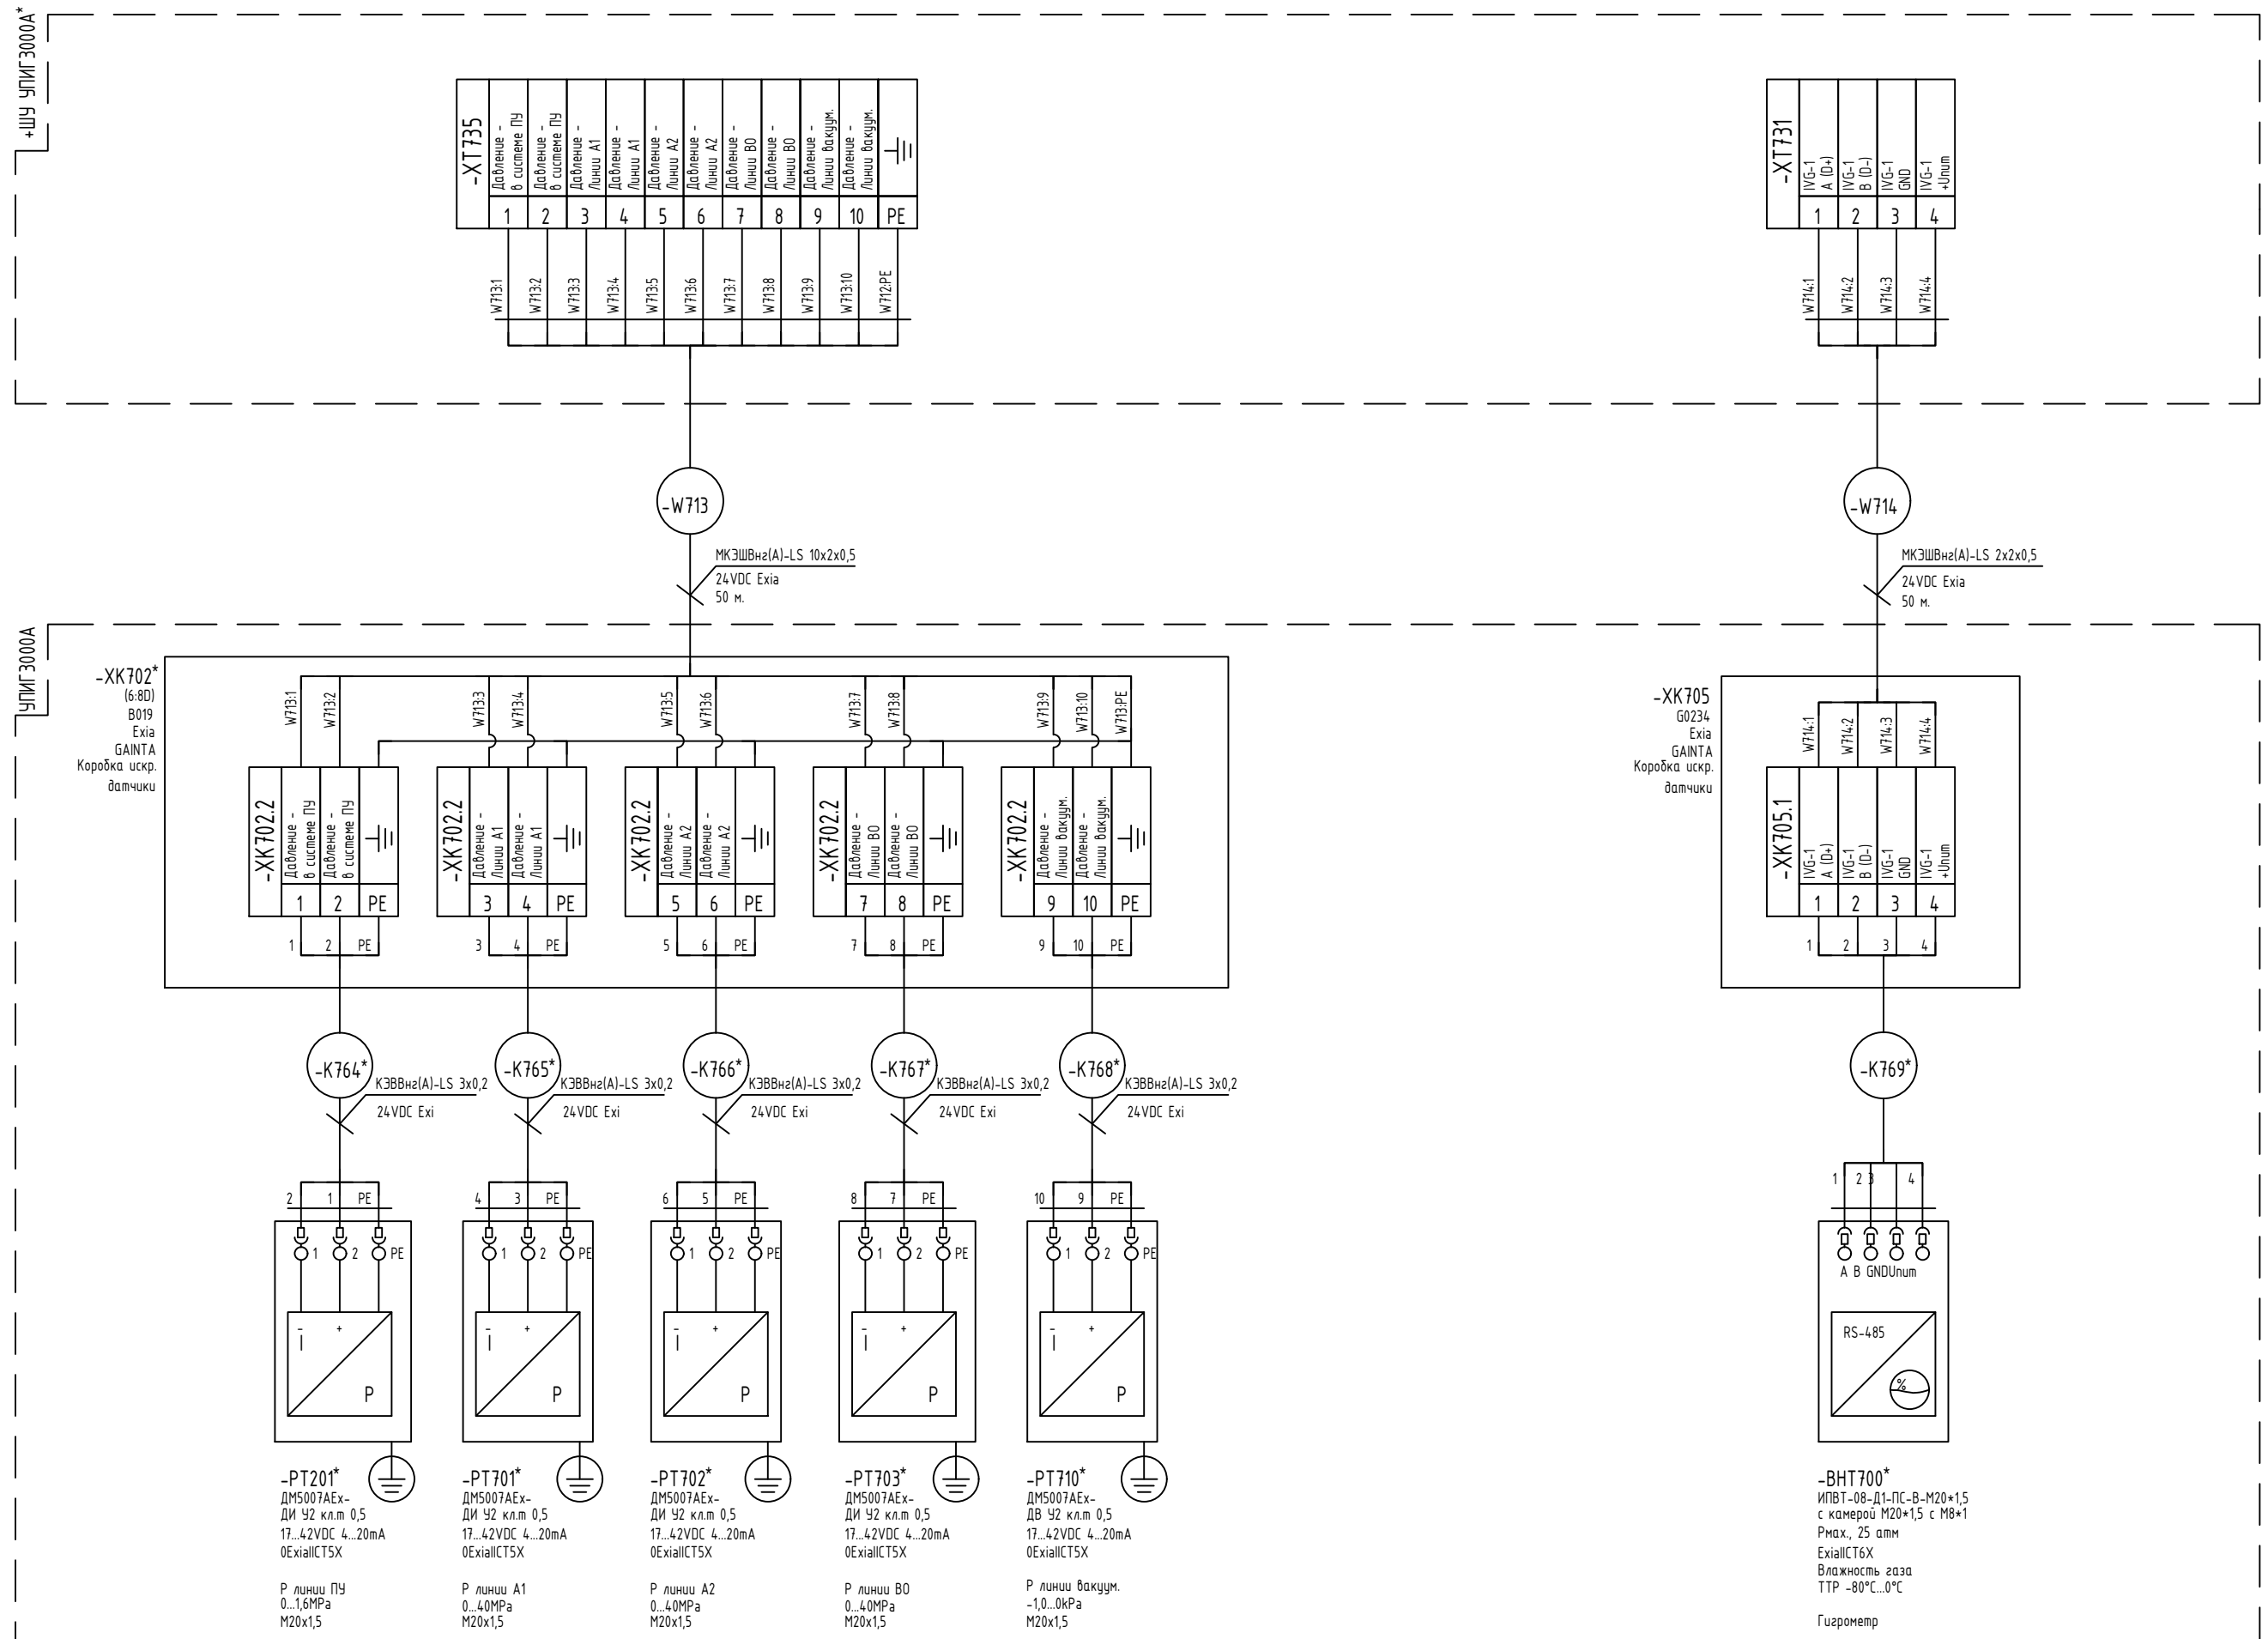 +ШУ УПИГ3000А*
-XT735
Давление -
в системе ПУ
Давление -
в системе ПУ
Давление -
Линии А1
Давление -
Линии А1
Давление -
Линии А2
Давление -
Линии А2
Давление -
Линии ВО
Давление -
Линии ВО
Давление -
Линии вакуум.
Давление -
Линии вакуум.
1 2 3 4 5 6 7 8 9 10 PE
W713:1
W713:2
W713:3
W713:4
W713:5
W713:6
W713:7
W713:8
W713:9
W713:10
W712:PE
-XT731
IVG-1
A (D+)
IVG-1
B (D-)
IVG-1
GND
IVG-1
+Uпит
1 2 3 4
W714:1
W714:2
W714:3
W714:4
-W713
МКЭШВнг(А)-LS 10х2х0,5
24VDC Exia
50 м.
-W714
МКЭШВнг(А)-LS 2х2х0,5
24VDC Exia
50 м.
УПИГ3000А
-XK702*
(6:8D)
B019
Exia
GAINTA
Коробка искр.
датчики
W713:1
W713:2
W713:3
W713:4
W713:5
W713:6
W713:7
W713:8
W713:9
W713:10
W713:PE
-XK702.2
Давление -
в системе ПУ
Давление -
в системе ПУ
1 2 PE
1 2 PE
-XK702.2
Давление -
Линии А1
Давление -
Линии А1
3 4 PE
3 4 PE
-XK702.2
Давление -
Линии А2
Давление -
Линии А2
5 6 PE
5 6 PE
-XK702.2
Давление -
Линии ВО
Давление -
Линии ВО
7 8 PE
7 8 PE
-XK702.2
Давление -
Линии вакуум.
Давление -
Линии вакуум.
9 10 PE
9 10 PE
-XK705
G0234
Exia
GAINTA
Коробка искр.
датчики
W714:1
W714:2
W714:3
W714:4
-XK705.1
IVG-1
A (D+)
IVG-1
B (D-)
IVG-1
GND
IVG-1
+Uпит
1 2 3 4
1 2 3 4
-K764*
КЭВВнг(А)-LS 3х0,2
24VDC Exi
-K765*
КЭВВнг(А)-LS 3х0,2
24VDC Exi
-K766*
КЭВВнг(А)-LS 3х0,2
24VDC Exi
-K767*
КЭВВнг(А)-LS 3х0,2
24VDC Exi
-K768*
КЭВВнг(А)-LS 3х0,2
24VDC Exi
-K769*
2 1 PE
1 2 PE
- +
i
P
4 3 PE
1 2 PE
- +
i
P
6 5 PE
1 2 PE
- +
i
P
8 7 PE
1 2 PE
- +
i
P
10 9 PE
1 2 PE
- +
i
P
1 2 3 4
A B GNDUпит
RS-485
%
-PT201*
ДМ5007АЕх-
ДИ У2 кл.т 0,5
17...42VDC 4...20mA
0ExiaIICT5X
P линии ПУ
0...1,6MPa
M20x1,5
-PT701*
ДМ5007АЕх-
ДИ У2 кл.т 0,5
17...42VDC 4...20mA
0ExiaIICT5X
P линии А1
0...40MPa
M20x1,5
-PT702*
ДМ5007АЕх-
ДИ У2 кл.т 0,5
17...42VDC 4...20mA
0ExiaIICT5X
P линии А2
0...40MPa
M20x1,5
-PT703*
ДМ5007АЕх-
ДИ У2 кл.т 0,5
17...42VDC 4...20mA
0ExiaIICT5X
P линии ВО
0...40MPa
M20x1,5
-PT710*
ДМ5007АЕх-
ДВ У2 кл.т 0,5
17...42VDC 4...20mA
0ExiaIICT5X
P линии вакуум.
-1,0...0kPa
M20x1,5
-BHT700*
ИПВТ-08-Д1-ПС-В-М20*1,5
с камерой М20*1,5 с М8*1
Pмах., 25 атм
ExiaIICT6X
Влажность газа
ТТР -80°С...0°С
Гигрометр